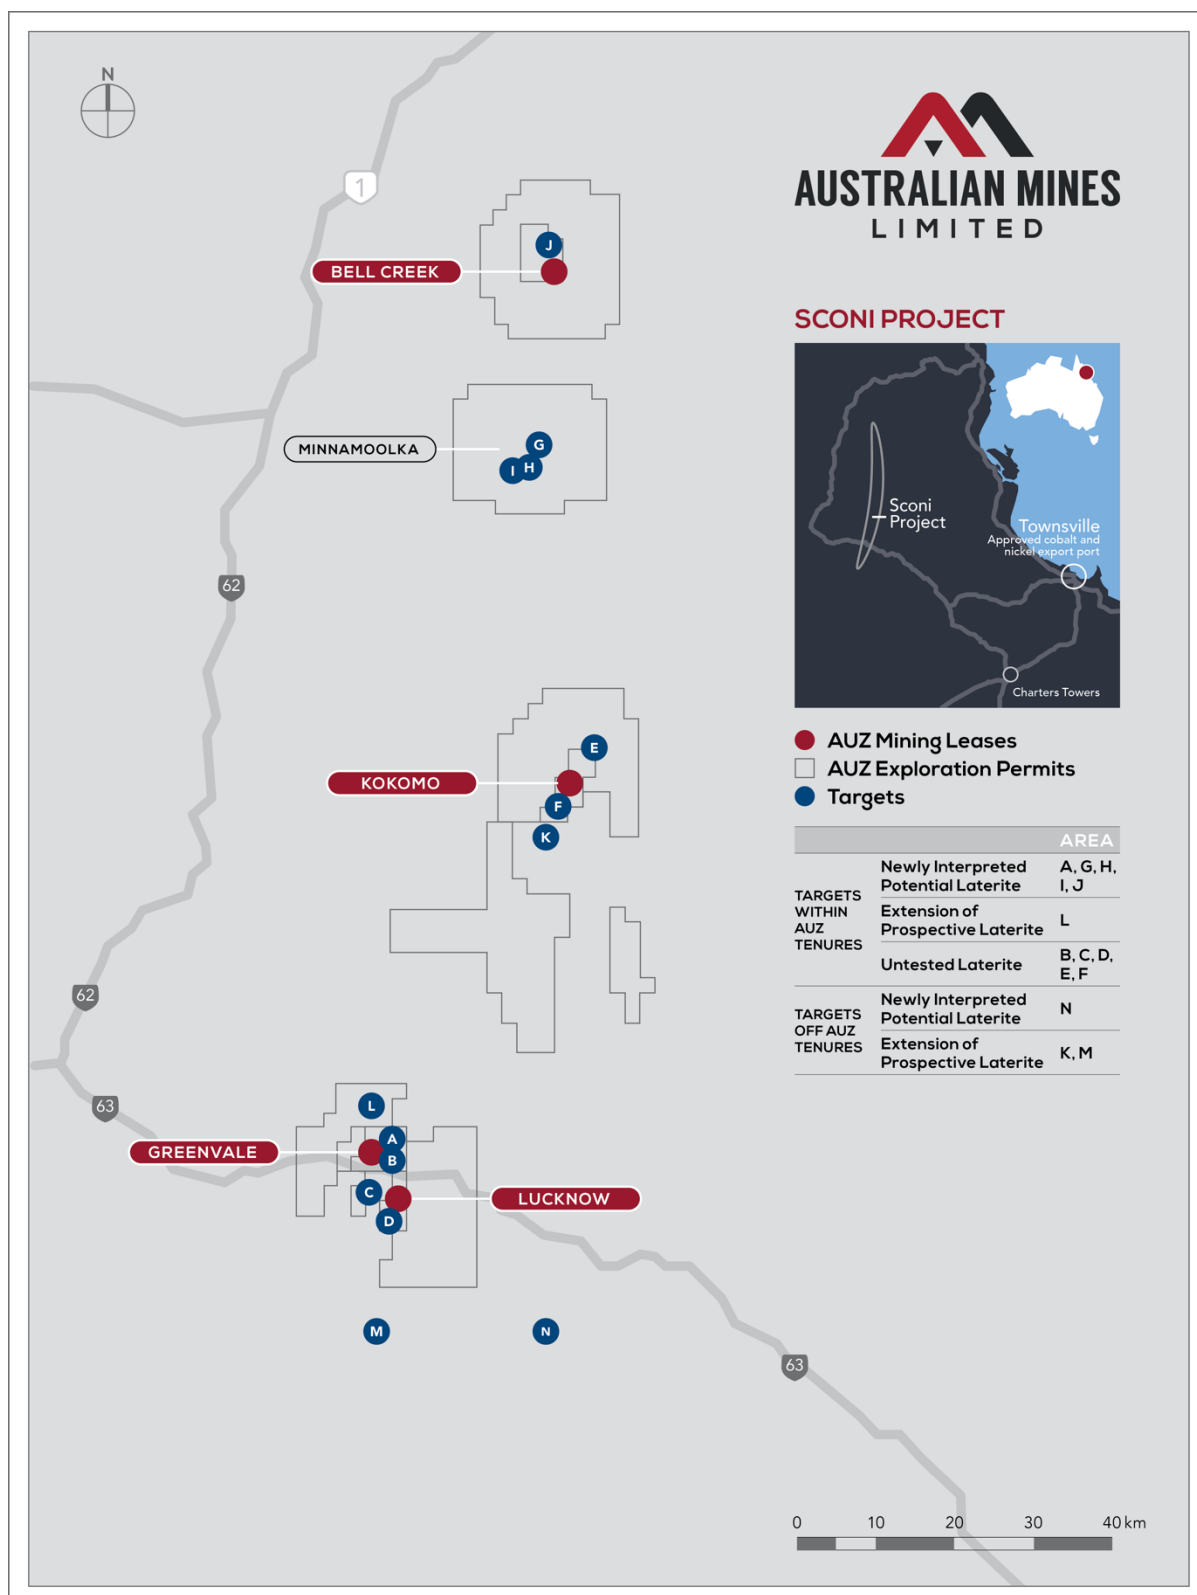 N
1
AUSTRALIAN MINES
LIMITED
J
BELL CREEK
SCONI PROJECT
Sconi
Project
Townsville
Approved cobalt and
nickel export port
Charters Towers
MINNAMOOLKA
G
I
H
62
E
KOKOMO
F
K
AUZ Mining Leases
AUZ Exploration Permits
Targets
AREA
TARGETS
WITHIN
AUZ
TENURES
Newly Interpreted
Potential Laterite
A, G, H,
I, J
Extension of
Prospective Laterite
L
Untested Laterite
B, C, D,
E, F
TARGETS
OFF AUZ
TENURES
Newly Interpreted
Potential Laterite
N
Extension of
Prospective Laterite
K, M
62
63
L
A
GREENVALE
B
C
LUCKNOW
D
M
N
63
0 10 20 30 40 km